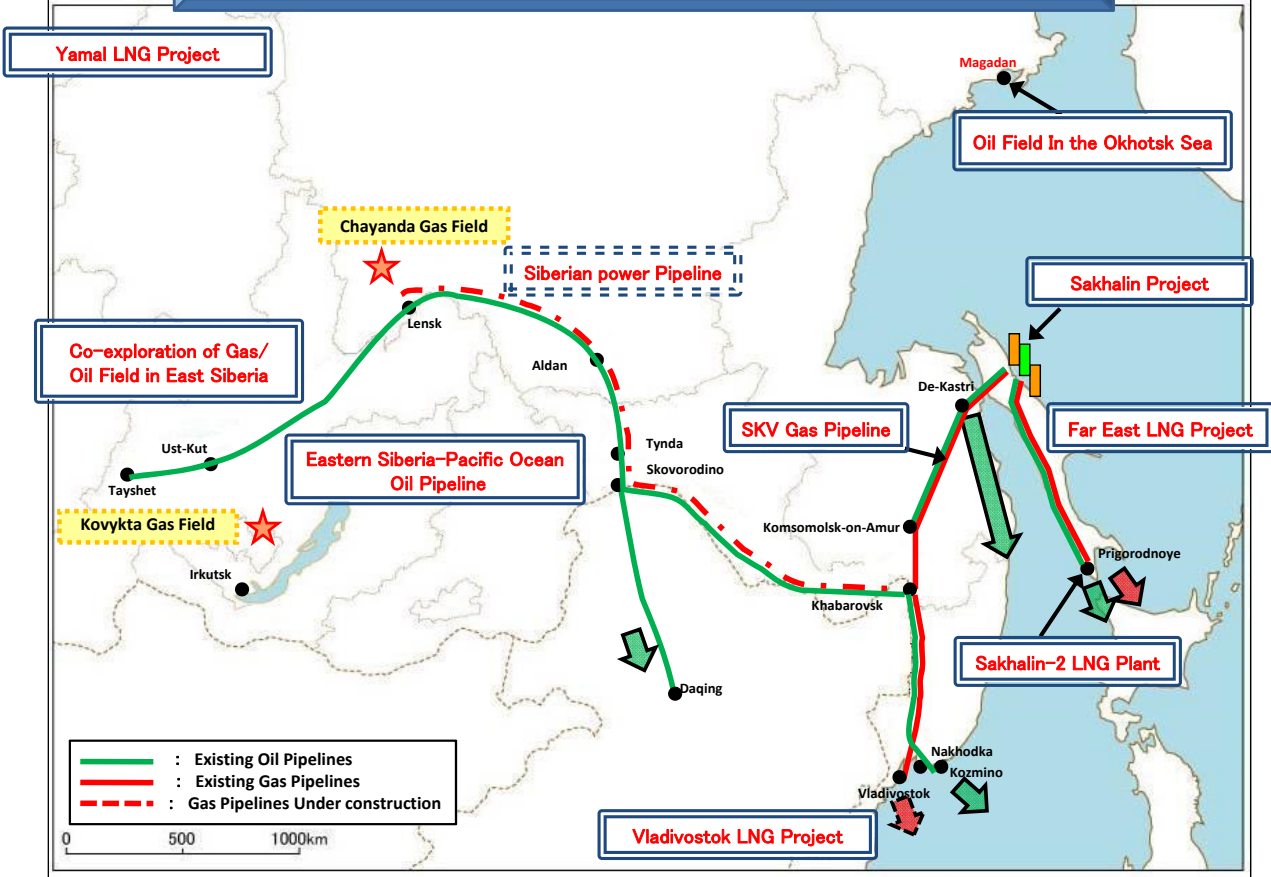 Yamal LNG Project
Magadan
Oil Field In the Okhotsk Sea
Chayanda Gas Field
Siberian power Pipeline
Sakhalin Project
Lensk
Co-exploration of Gas/
Oil Field in East Siberia
Aldan
De-Kastri
SKV Gas Pipeline
Far East LNG Project
Ust-Kut
Tynda
Eastern Siberia-Pacific Ocean
Oil Pipeline
Skovorodino
Tayshet
Kovykta Gas Field
Komsomolsk-on-Amur
Prigorodnoye
Irkutsk
Khabarovsk
Sakhalin-2 LNG Plant
Daqing
: Existing Oil Pipelines
: Existing Gas Pipelines
: Gas Pipelines Under construction
Nakhodka
Kozmino
Vladivostok
Vladivostok LNG Project
0 500 1000km